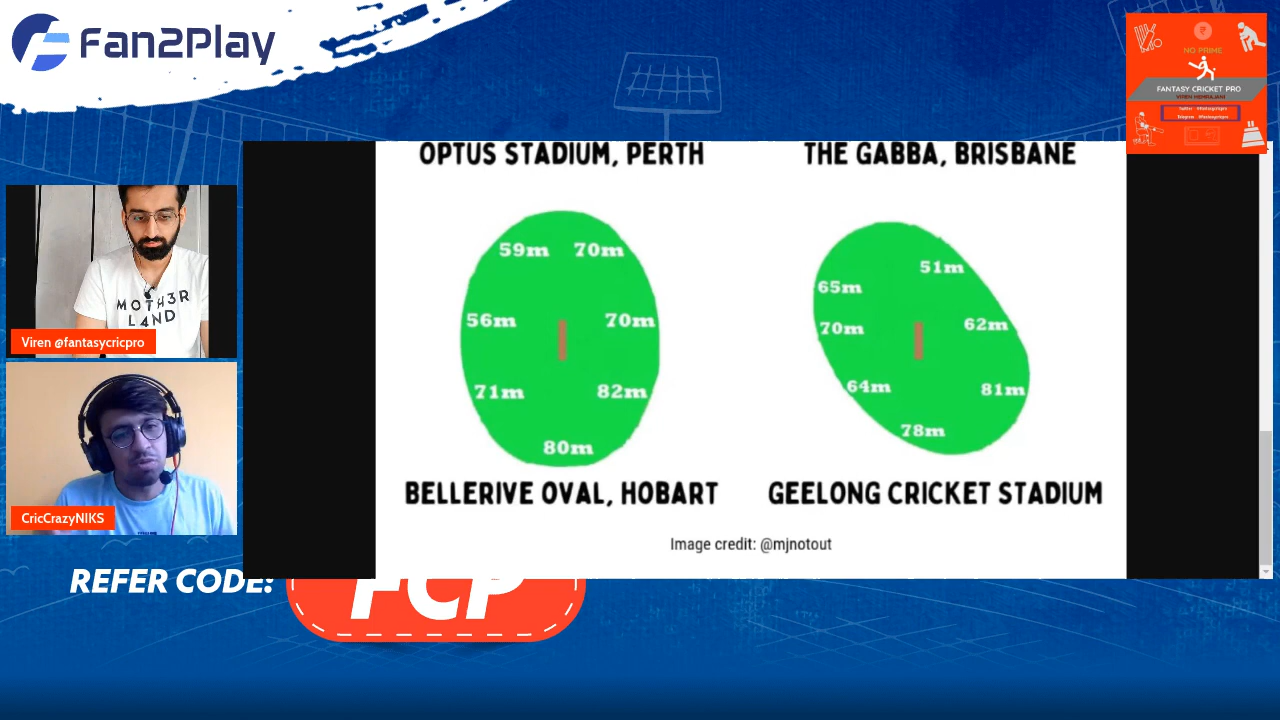 Fan2Play
NO PRIME
FANTASY CRICKET PRO
VIREN HEMRAJANI
OPTUS STADIUM, PERTH
THE GABBA, BRISBANE
59m 70m
56m 70m
71m 82m
80m
BELLERIVE OVAL, HOBART
51m
65m
70m 62m
64m 81m
78m
GEELONG CRICKET STADIUM
Image credit: @mjnotout
MOTH3R
L4ND
Viren @fantasycricpro
CricCrazyNIKS
REFER CODE:
FCP